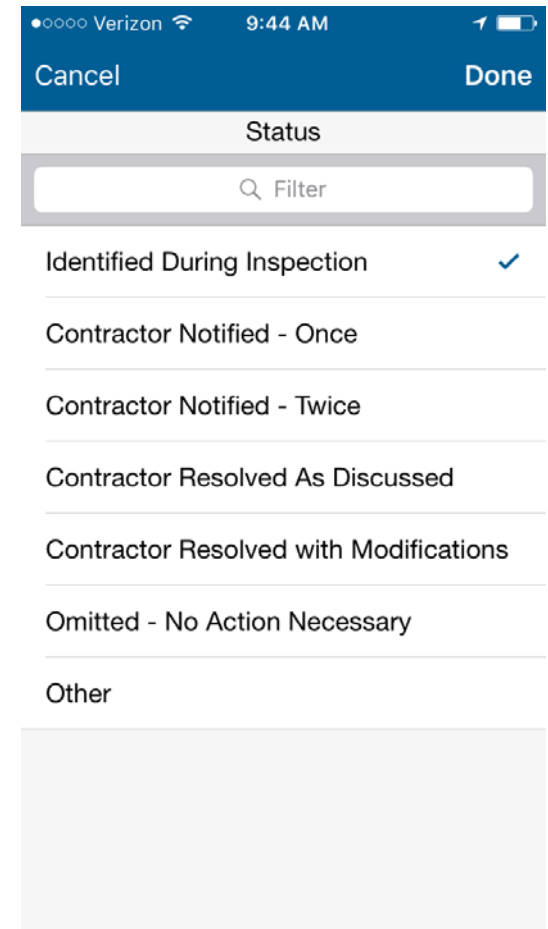 Verizon 9:44 AM
Cancel Done
Status
Filter
Identified During Inspection
Contractor Notified - Once
Contractor Notified - Twice
Contractor Resolved As Discussed
Contractor Resolved with Modifications
Omitted - No Action Necessary
Other